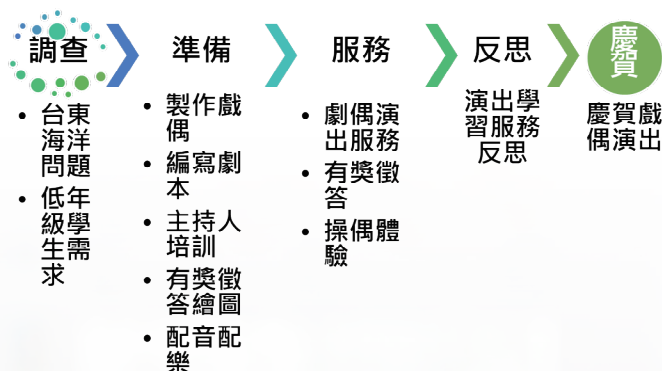 調查
• 台東
海洋
問題
• 低年
級學
生需
求
準備
• 製作戲
偶
• 編寫劇
本
• 主持人
培訓
• 有獎徵
答繪圖
• 配音配
樂
服務
• 劇偶演
出服務
• 有獎徵
答
• 操偶體
驗
反思
演出學
習服務
反思
慶賀
慶賀戲
偶演出